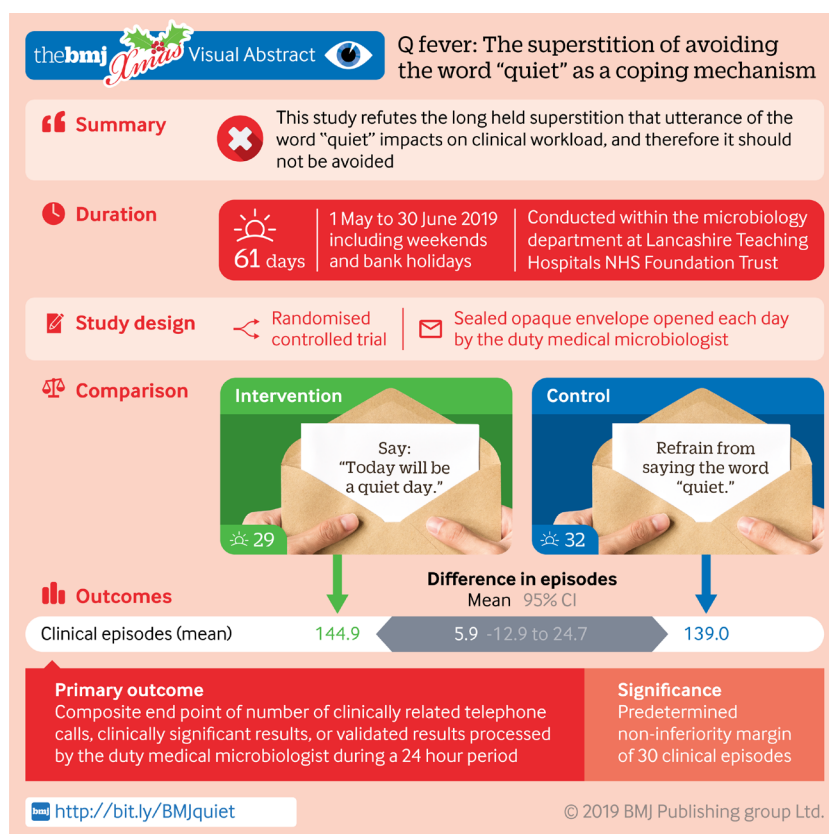 thebmj Xmas Visual Abstract
Q fever: The superstition of avoiding
the word “quiet” as a coping mechanism
Summary
This study refutes the long held superstition that utterance of the
word “quiet” impacts on clinical workload, and therefore it should
not be avoided
Duration
61 days
1 May to 30 June 2019
including weekends
and bank holidays
Conducted within the microbiology
department at Lancashire Teaching
Hospitals NHS Foundation Trust
Study design
Randomised
controlled trial
Sealed opaque envelope opened each day
by the duty medical microbiologist
Comparison
Intervention
Say:
“Today will be
a quiet day.”
29
Control
Refrain from
saying the word
“quiet.”
32
Outcomes
Difference in episodes
Mean 95% CI
Clinical episodes (mean)
144.9
5.9 -12.9 to 24.7
139.0
Primary outcome
Composite end point of number of clinically related telephone
calls, clinically significant results, or validated results processed
by the duty medical microbiologist during a 24 hour period
Significance
Predetermined
non-inferiority margin
of 30 clinical episodes
bmj http://bit.ly/BMJquiet
© 2019 BMJ Publishing group Ltd.